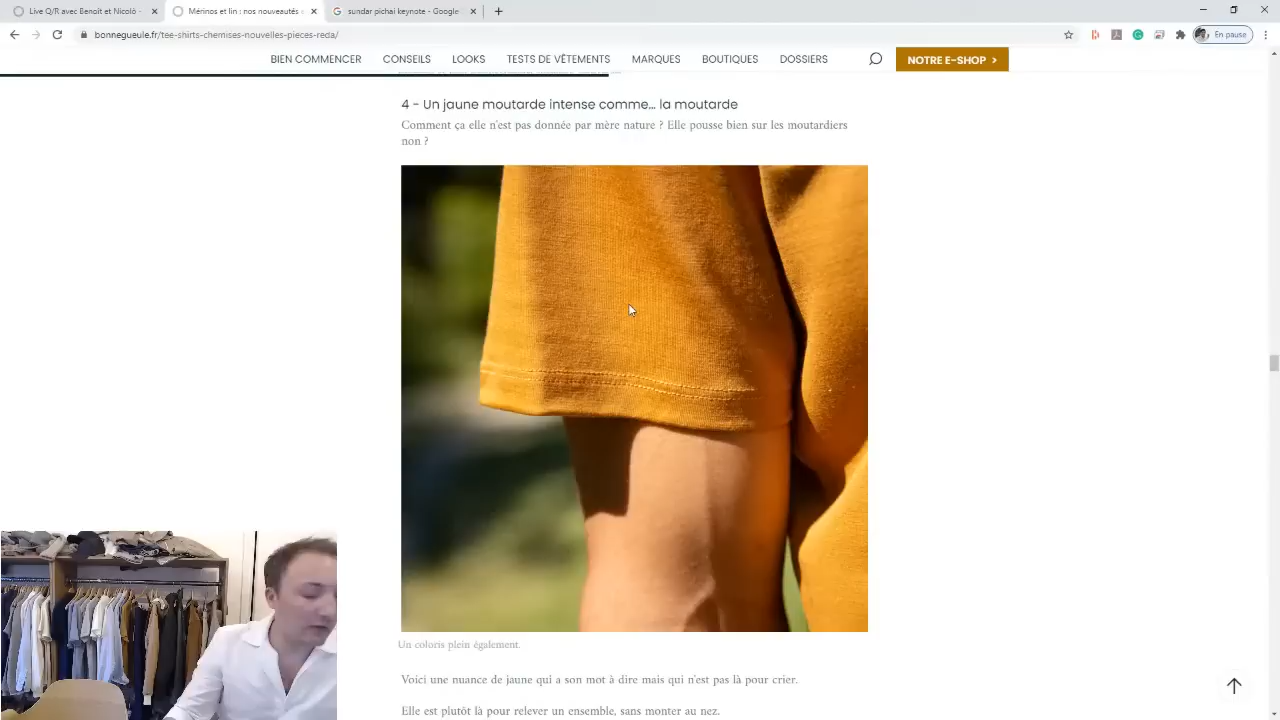 Live Q/R avec Benoit et Nicolò -
Mérinos et lin : nos nouveautés
sundar pichai keynote - Google
bonnegueule.fr/tee-shirts-chemises-nouvelles-pieces-reda/
En pause
BIEN COMMENCER CONSEILS LOOKS TESTS DE VÊTEMENTS MARQUES BOUTIQUES DOSSIERS
NOTRE E-SHOP >
4 - Un jaune moutarde intense comme... la moutarde
Comment ça elle n'est pas donnée par mère nature ? Elle pousse bien sur les moutardiers
non ?
Un coloris plein également.
Voici une nuance de jaune qui a son mot à dire mais qui n'est pas là pour crier.
Elle est plutôt là pour relever un ensemble, sans monter au nez.